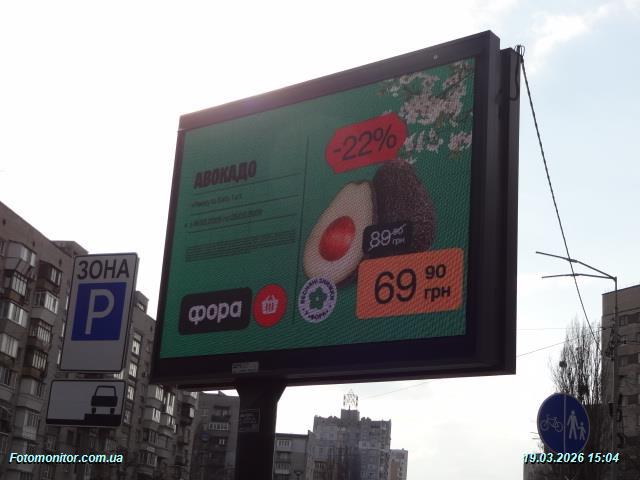 -22%
АВОКАДО
89 90
грн
69 90
грн
фора
ЗОНА
P
Fotomonitor.com.ua
19.03.2026 15:04